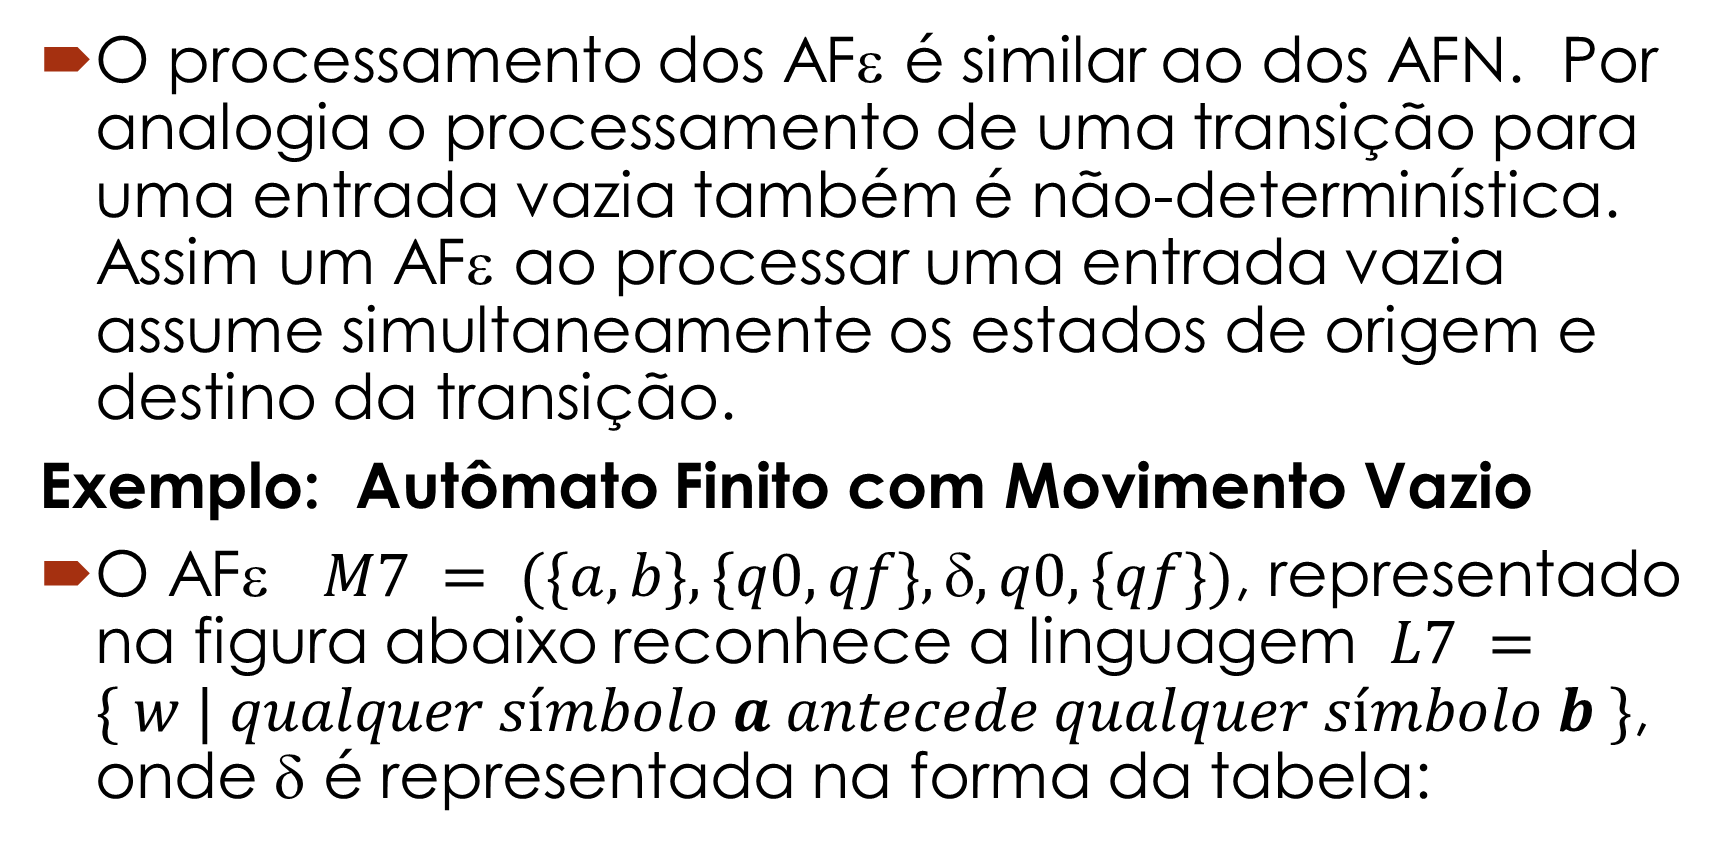 O processamento dos AFε é similar ao dos AFN. Por
analogia o processamento de uma transição para
uma entrada vazia também é não-determinística.
Assim um AFε ao processar uma entrada vazia
assume simultaneamente os estados de origem e
destino da transição.
Exemplo: Autômato Finito com Movimento Vazio
O AFε M7 = ({a, b}, {q0, qf}, δ, q0, {qf}), representado
na figura abaixo reconhece a linguagem L7 =
{ w | qualquer símbolo a antecede qualquer símbolo b },
onde δ é representada na forma da tabela: